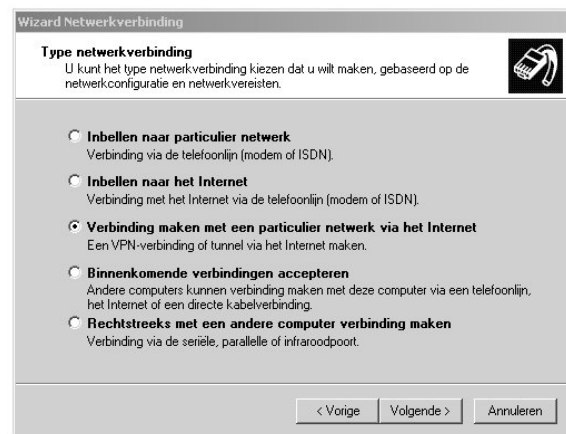 Wizard Netwerkverbinding
Type netwerkverbinding
U kunt het type netwerkverbinding kiezen dat u wilt maken, gebaseerd op de
netwerkconfiguratie en netwerkvereisten.
Inbellen naar particulier netwerk
Verbinding via de telefoonlijn (modem of ISDN).
Inbellen naar het Internet
Verbinding met het Internet via de telefoonlijn (modem of ISDN).
Verbinding maken met een particulier netwerk via het Internet
Een VPN-verbinding of tunnel via het Internet maken.
Binnenkomende verbindingen accepteren
Andere computers kunnen verbinding maken met deze computer via een telefoonlijn,
het Internet of een directe kabelverbinding.
Rechtstreeks met een andere computer verbinding maken
Verbinding via de seriële, parallelle of infraroodpoort.
< Vorige Volgende > Annuleren